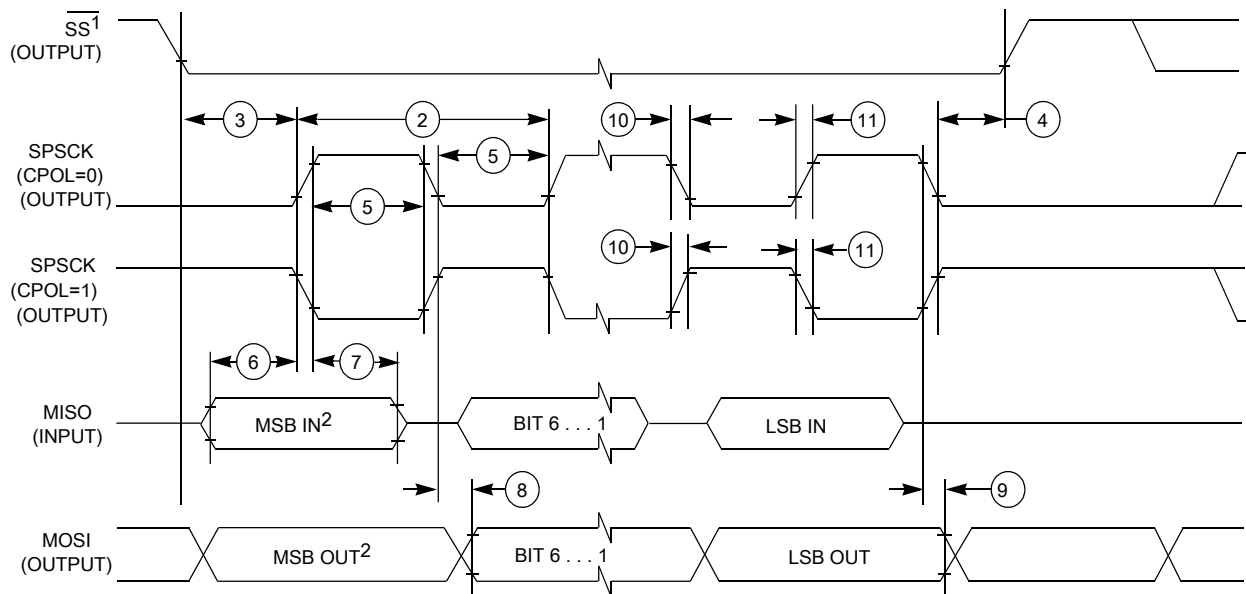 SS1
(OUTPUT)
3
2
10
11
4
SPSCK
(CPOL=0)
(OUTPUT)
5
5
SPSCK
(CPOL=1)
(OUTPUT)
10
11
6
7
MISO
(INPUT)
MSB IN2
BIT 6 . . . 1
LSB IN
8
9
MOSI
(OUTPUT)
MSB OUT2
BIT 6 . . . 1
LSB OUT